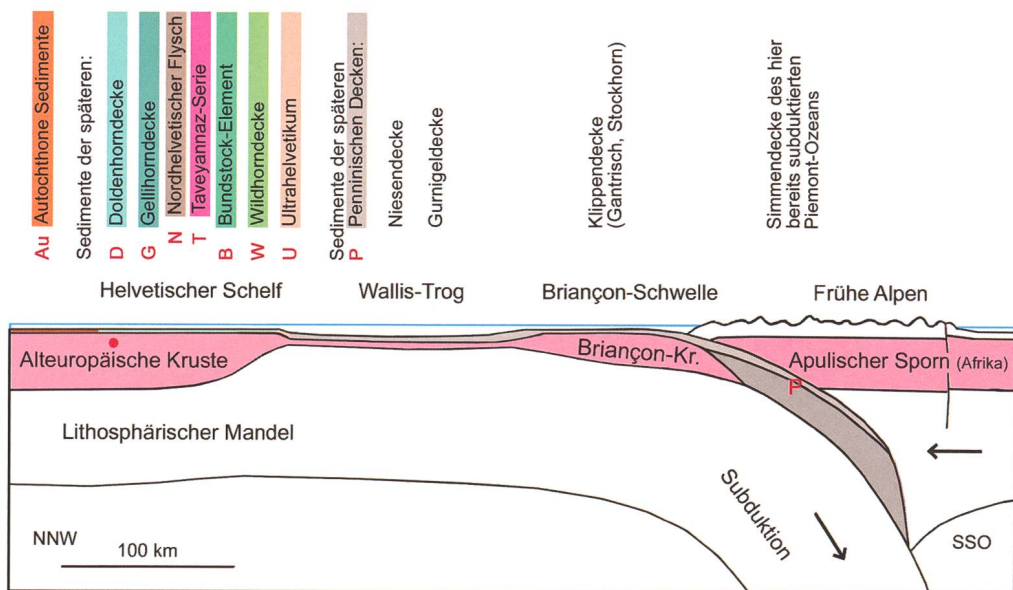 Au Autochthone Sedimente
Sedimente der späteren:
D Doldenhorndecke
G Gellihorndecke
N Nordhelvetischer Flysch
T Taveyannaz-Serie
B Bundstock-Element
W Wildhorndecke
U Ultrahelvetikum
Sedimente der späteren
P Penninischen Decken:
Niesendecke
Gurnigeldecke
Klippendecke
(Gantrisch, Stockhorn)
Simmendecke des hier
bereits subduktierten
Piemont-Ozeans
Helvetischer Schelf
Wallis-Trog
Briançon-Schwelle
Frühe Alpen
Alteuropäische Kruste
Briançon-Kr.
Apulischer Sporn (Afrika)
P
Lithosphärischer Mandel
Subduktion
NNW
100 km
SSO